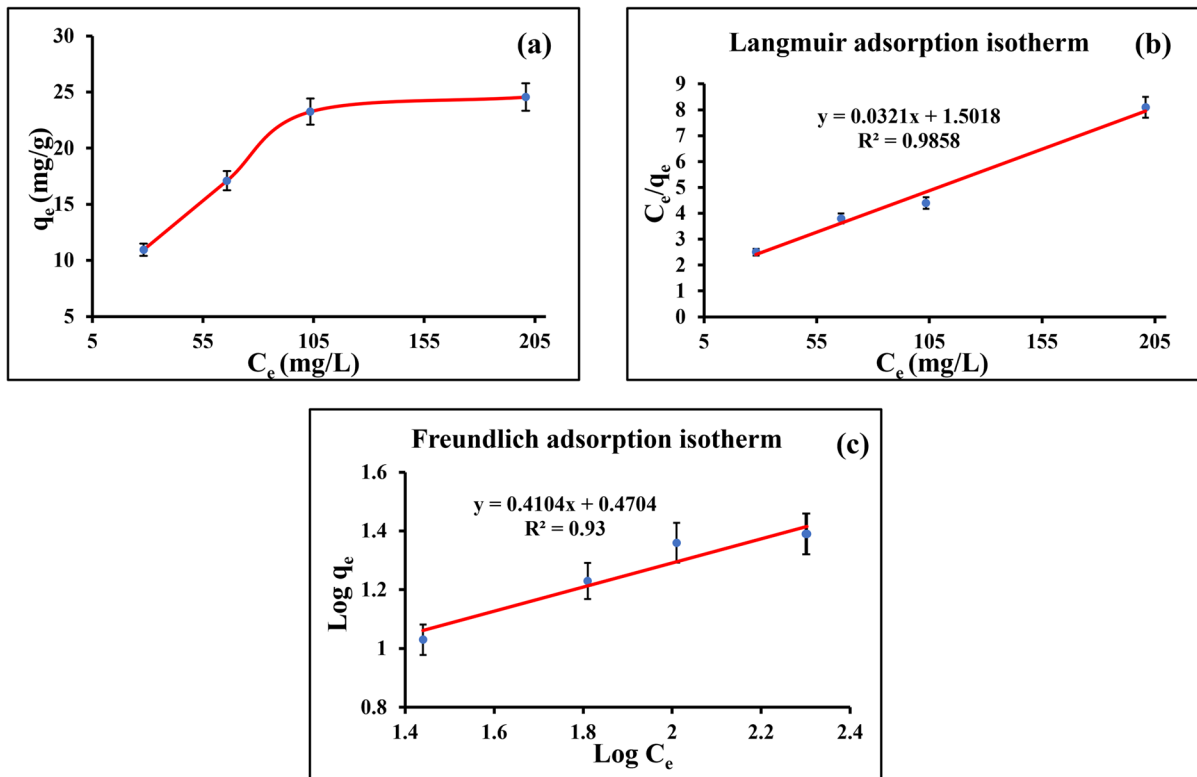 (a)
30
25
20
15
10
5
qₑ (mg/g)
5 55 105 155 205
Cₑ (mg/L)
Langmuir adsorption isotherm (b)
y = 0.0321x + 1.5018
R² = 0.9858
9
8
7
6
5
4
3
2
1
0
Cₑ/qₑ
5 55 105 155 205
Cₑ (mg/L)
Freundlich adsorption isotherm (c)
y = 0.4104x + 0.4704
R² = 0.93
1.6
1.4
1.2
1
0.8
Log qₑ
1.4 1.6 1.8 2 2.2 2.4
Log Cₑ